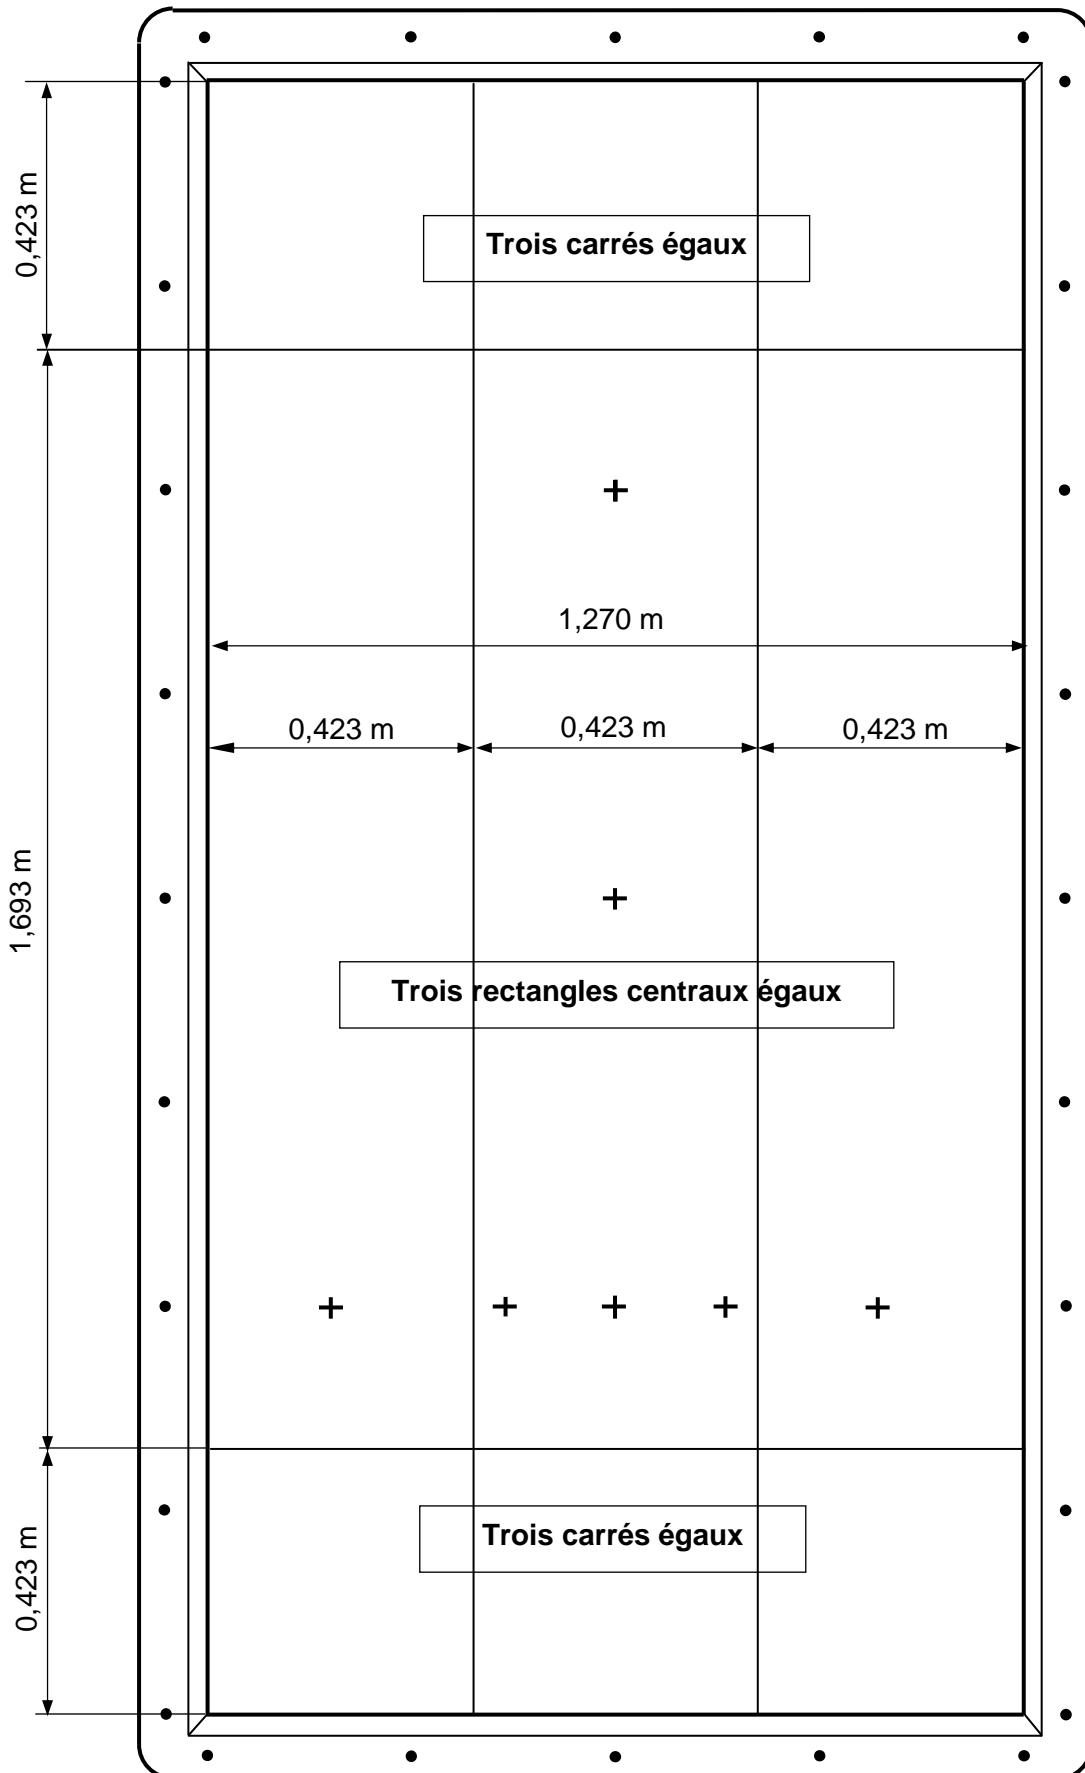 0,423 m
Trois carrés égaux
1,270 m
0,423 m
0,423 m
0,423 m
1,693 m
Trois rectangles centraux égaux
Trois carrés égaux
0,423 m